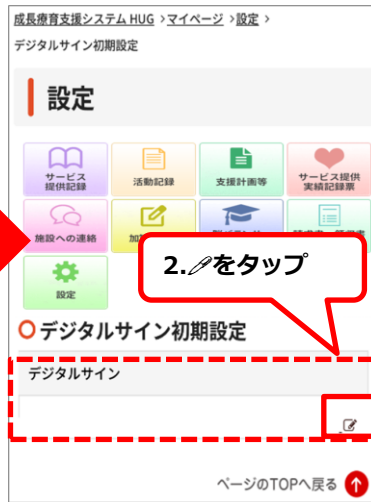 成長療育支援システム HUG >マイページ >設定 >
デジタルサイン初期設定
設定
サービス
提供記録
活動記録
支援計画等
サービス提供
実績記録票
施設への連絡
設定
2.をタップ
デジタルサイン初期設定
デジタルサイン
ページのTOPへ戻る